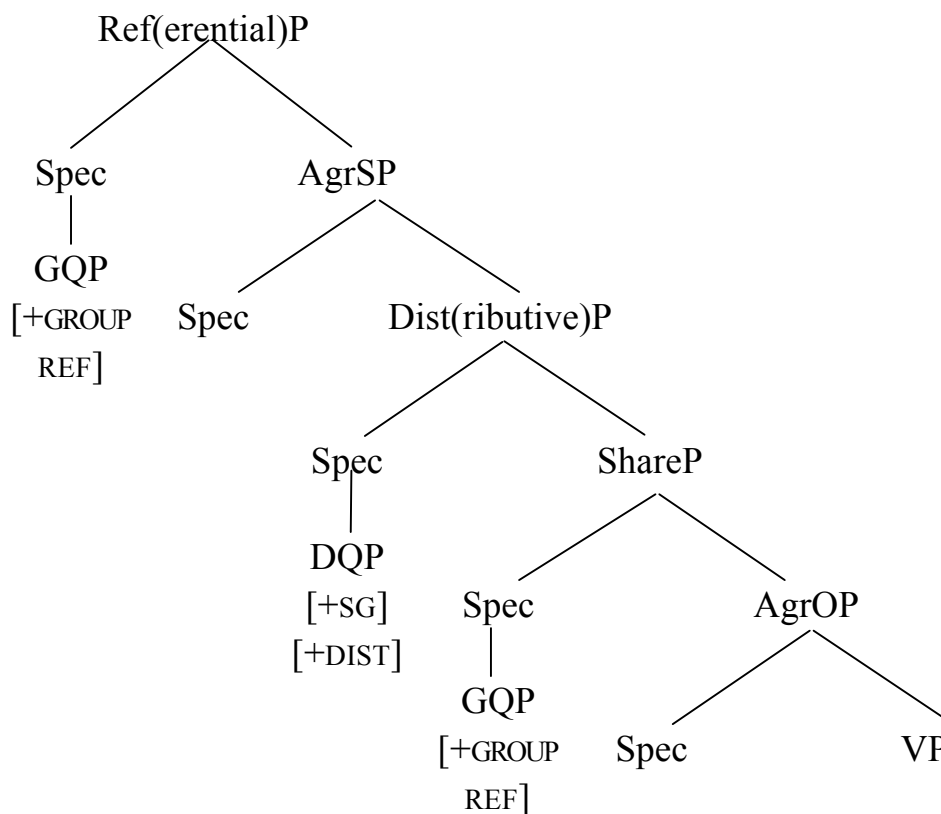 Ref(erential)P
Spec AgrSP
GQP
[+GROUP Spec Dist(ributive)P
REF]
Spec ShareP
DQP
[+SG] Spec AgrOP
[+DIST]
GQP
[+GROUP Spec VP
REF]